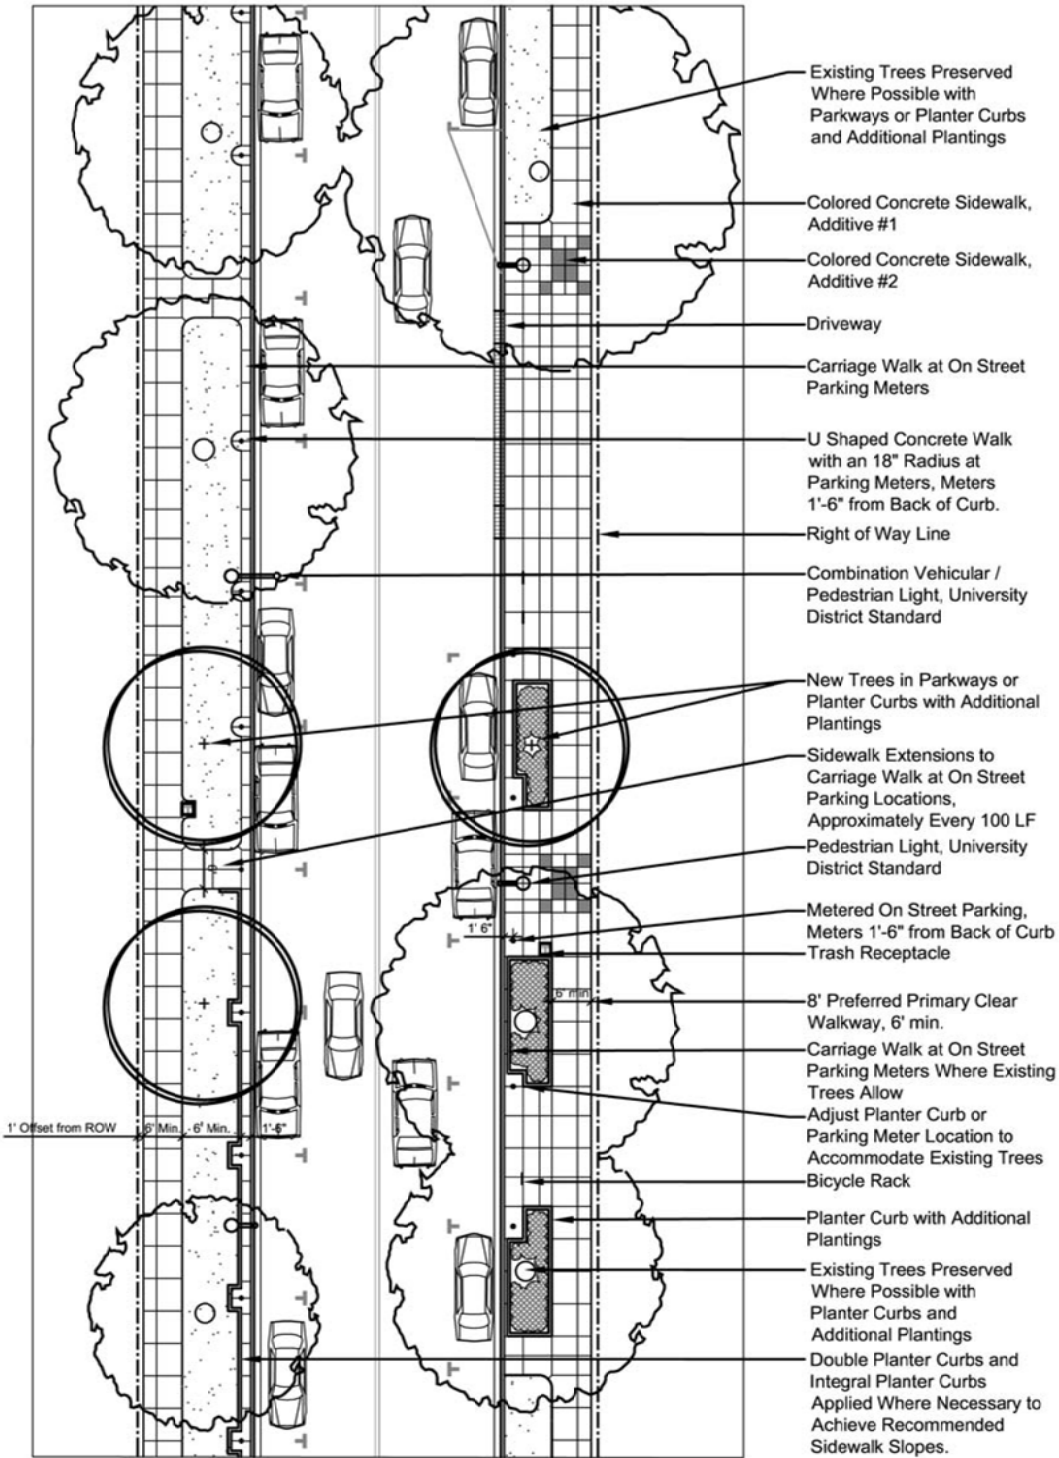 Existing Trees Preserved
Where Possible with
Parkways or Planter Curbs
and Additional Plantings
Colored Concrete Sidewalk,
Additive #1
Colored Concrete Sidewalk,
Additive #2
Driveway
Carriage Walk at On Street
Parking Meters
U Shaped Concrete Walk
with an 18" Radius at
Parking Meters, Meters
1'-6" from Back of Curb.
Right of Way Line
Combination Vehicular /
Pedestrian Light, University
District Standard
New Trees in Parkways or
Planter Curbs with Additional
Plantings
Sidewalk Extensions to
Carriage Walk at On Street
Parking Locations,
Approximately Every 100 LF
Pedestrian Light, University
District Standard
Metered On Street Parking,
Meters 1'-6" from Back of Curb
1' 6"
Trash Receptacle
6' min
8' Preferred Primary Clear
Walkway, 6' min.
Carriage Walk at On Street
Parking Meters Where Existing
Trees Allow
Adjust Planter Curb or
Parking Meter Location to
Accommodate Existing Trees
1' Offset from ROW 6' Min. 6' Min. 1'-6"
Bicycle Rack
Planter Curb with Additional
Plantings
Existing Trees Preserved
Where Possible with
Planter Curbs and
Additional Plantings
Double Planter Curbs and
Integral Planter Curbs
Applied Where Necessary to
Achieve Recommended
Sidewalk Slopes.